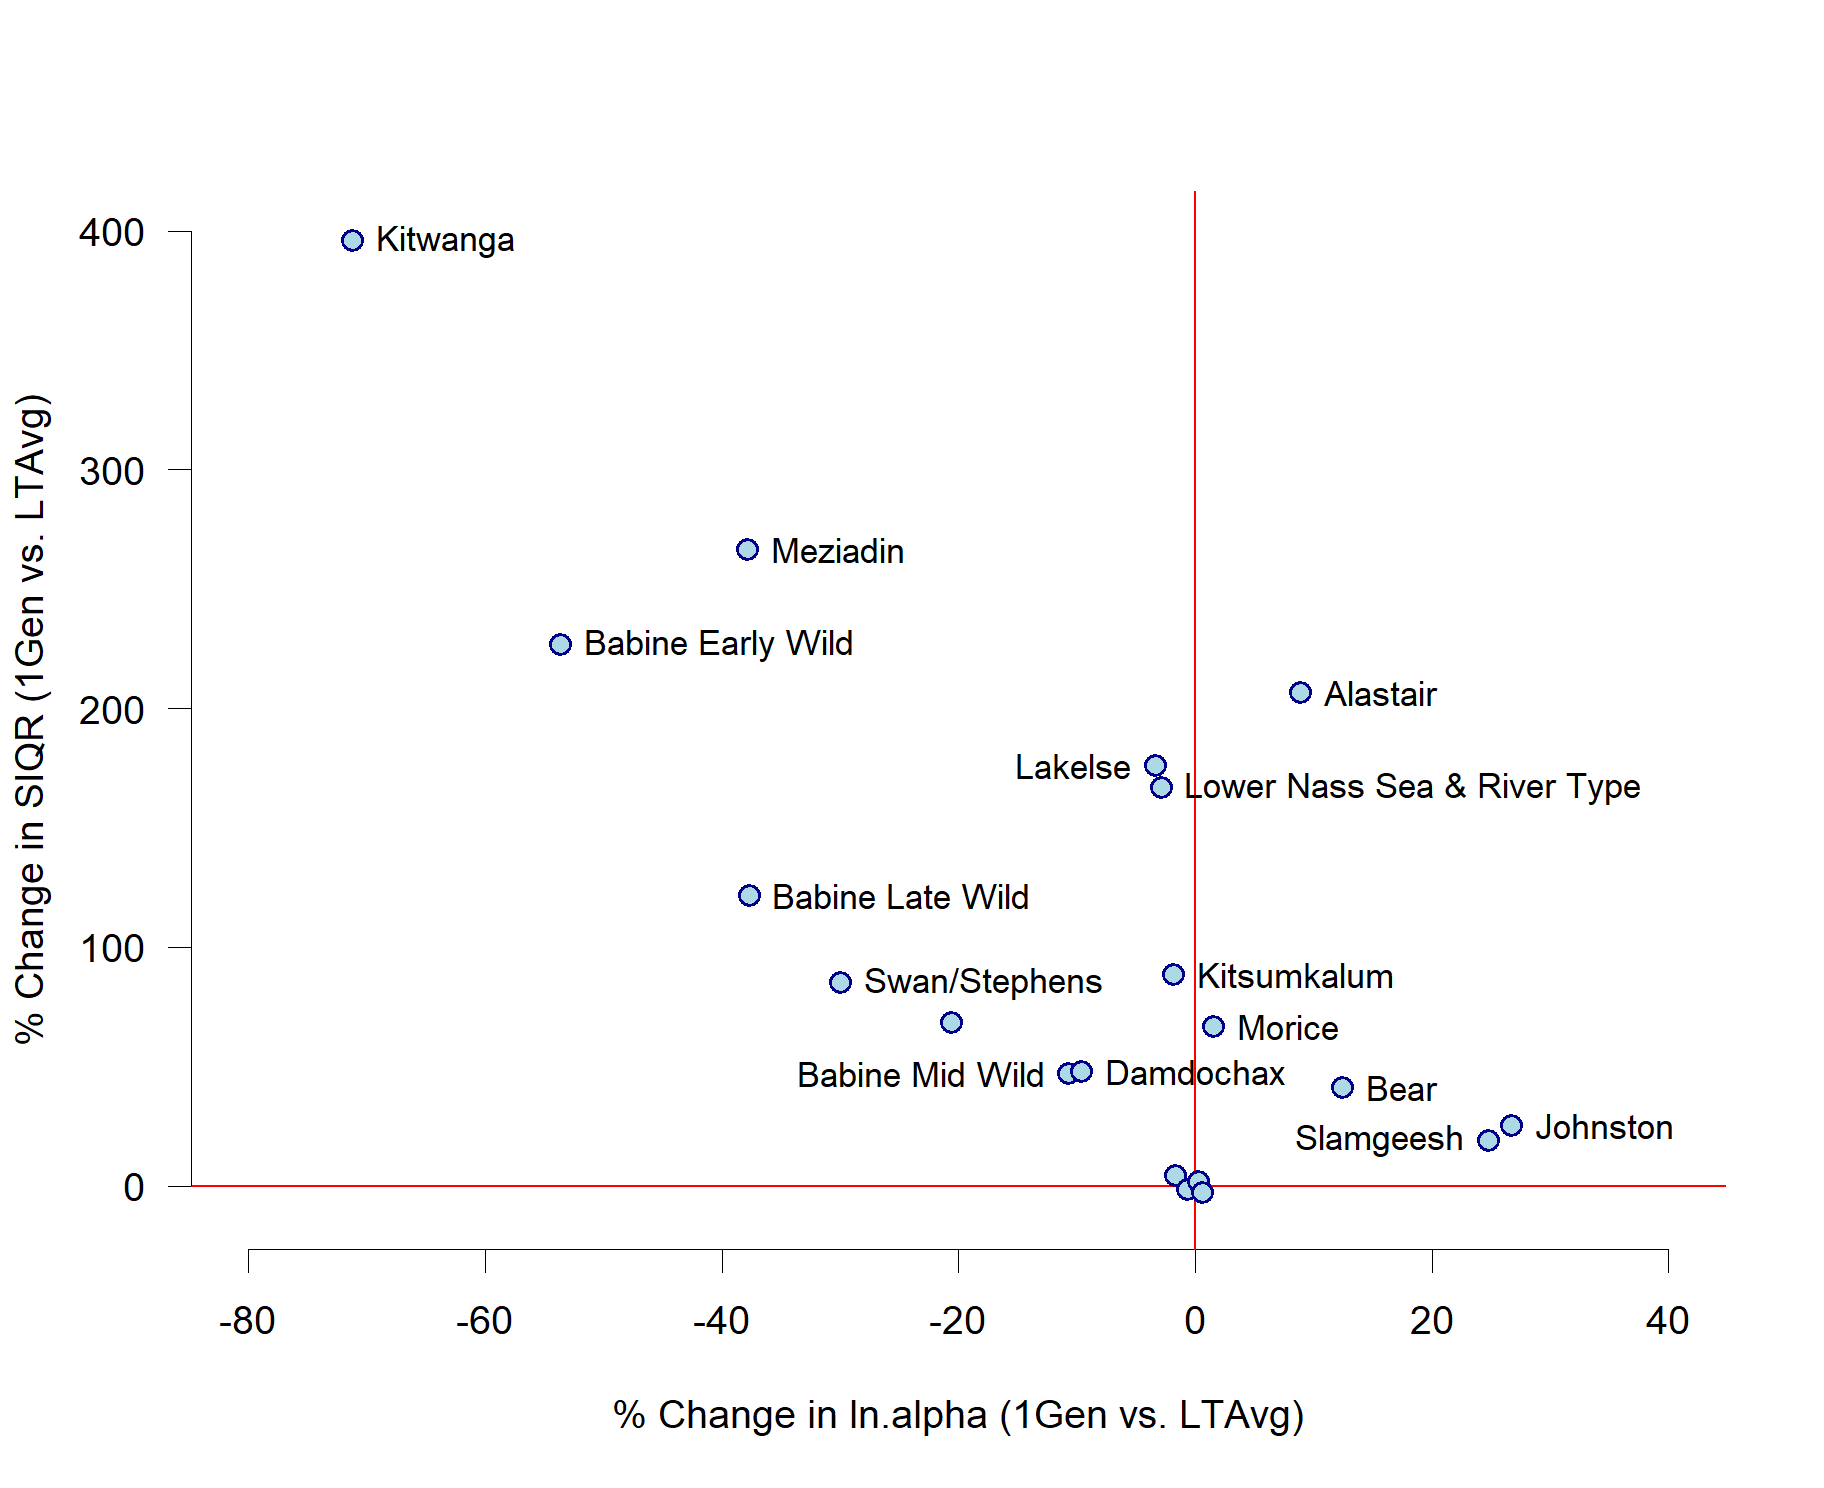 400
Kitwanga
300
Meziadin
Babine Early Wild
200
Alastair
Lakelse
Lower Nass Sea & River Type
Babine Late Wild
100
Kitsumkalum
Swan/Stephens
Morice
Babine Mid Wild
Damdochax
Bear
Johnston
Slamgeesh
0
% Change in SIQR (1Gen vs. LTAvg)
-80 -60 -40 -20 0 20 40
% Change in ln.alpha (1Gen vs. LTAvg)